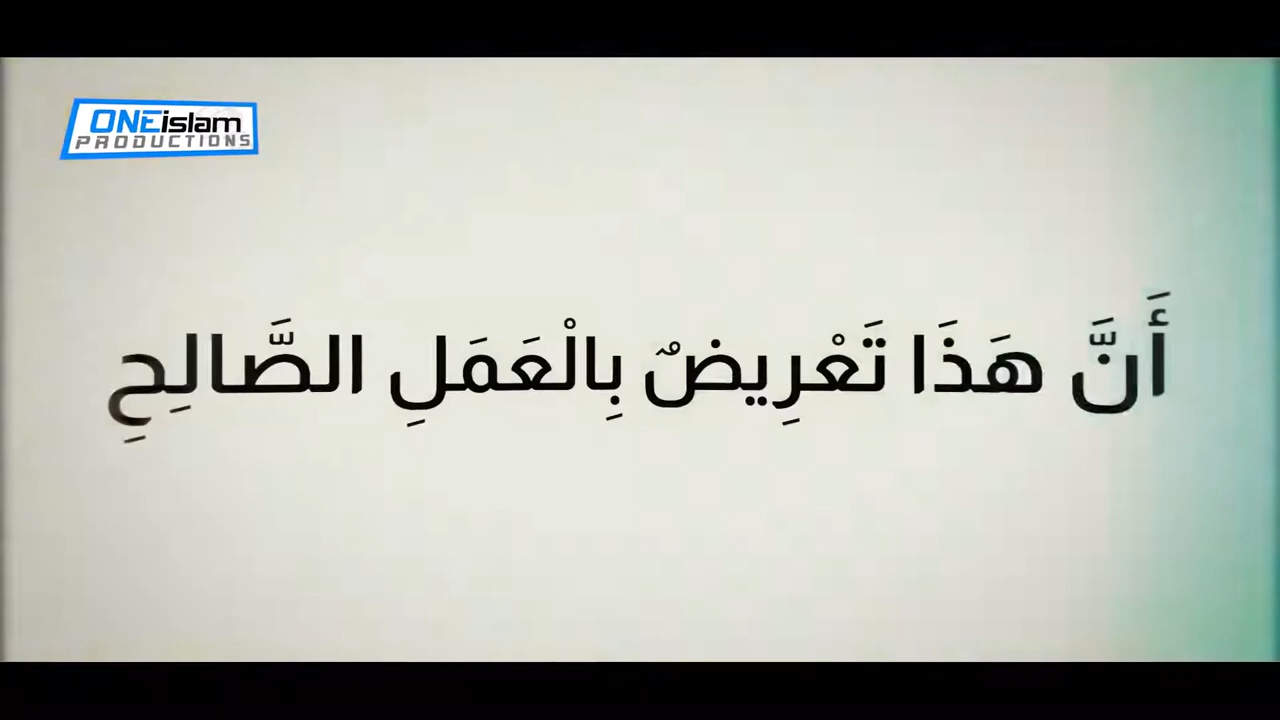 ONEislam
PRODUCTIONS
أَنَّ هَذَا تَعْرِيضٌ بِالْعَمَلِ الصَّالِحِ